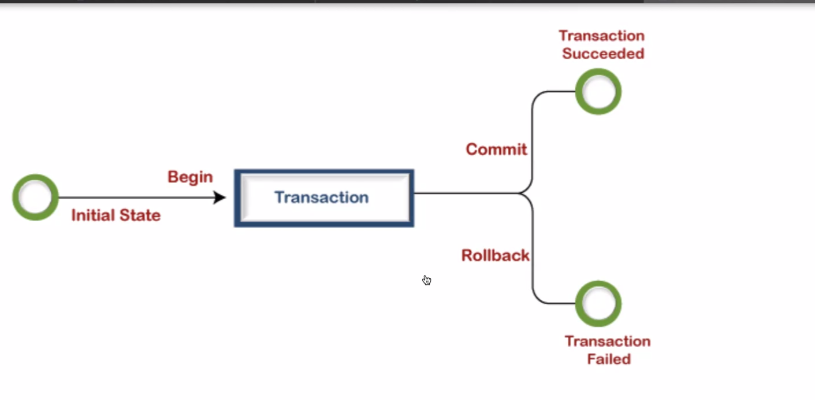 Transaction
Succeeded
Commit
Begin
Initial State
Transaction
Rollback
Transaction
Failed